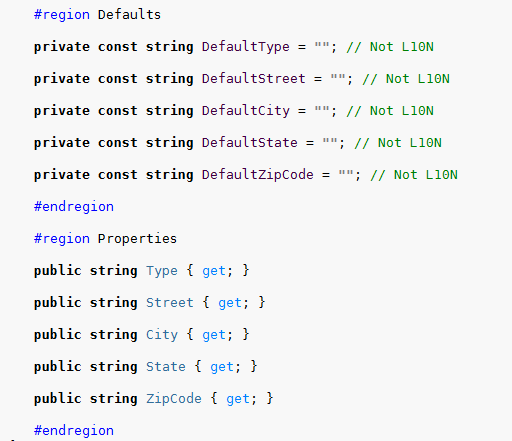 #region Defaults
private const string DefaultType = ""; // Not L10N
private const string DefaultStreet = ""; // Not L10N
private const string DefaultCity = ""; // Not L10N
private const string DefaultState = ""; // Not L10N
private const string DefaultZipCode = ""; // Not L10N
#endregion
#region Properties
public string Type { get; }
public string Street { get; }
public string City { get; }
public string State { get; }
public string ZipCode { get; }
#endregion